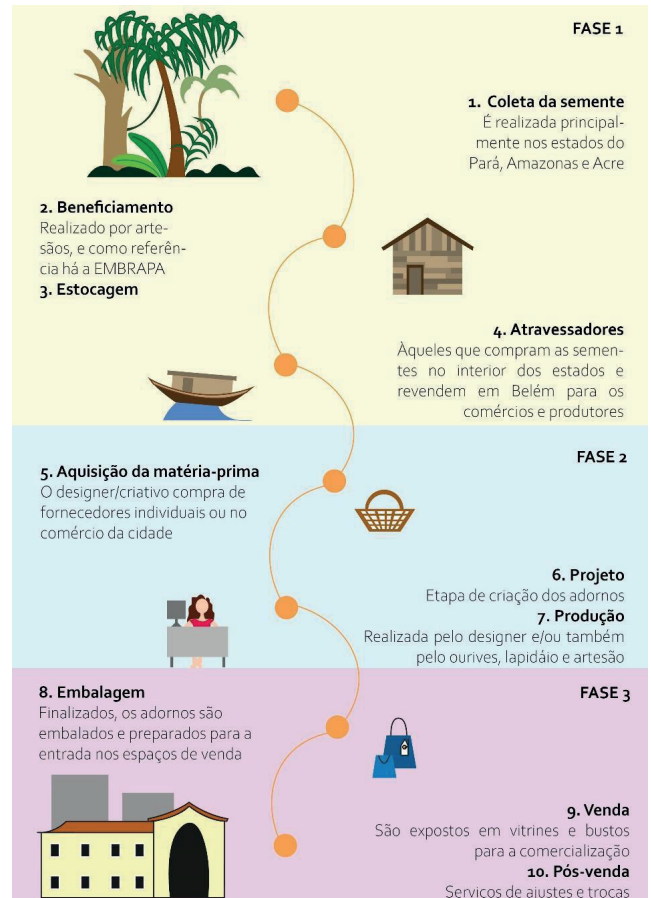 FASE 1
1. Coleta da semente
É realizada principal-
mente nos estados do
Pará, Amazonas e Acre
2. Beneficiamento
Realizado por arte-
sãos, e como referên-
cia há a EMBRAPA
3. Estocagem
4. Atravessadores
Àqueles que compram as semen-
tes no interior dos estados e
revendem em Belém para os
comércios e produtores
FASE 2
5. Aquisição da matéria-prima
O designer/criativo compra de
fornecedores individuais ou no
comércio da cidade
6. Projeto
Etapa de criação dos adornos
7. Produção
Realizada pelo designer e/ou também
pelo ourives, lapidáio e artesão
FASE 3
8. Embalagem
Finalizados, os adornos são
embalados e preparados para a
entrada nos espaços de venda
9. Venda
São expostos em vitrines e bustos
para a comercialização
10. Pós-venda
Serviços de ajustes e trocas